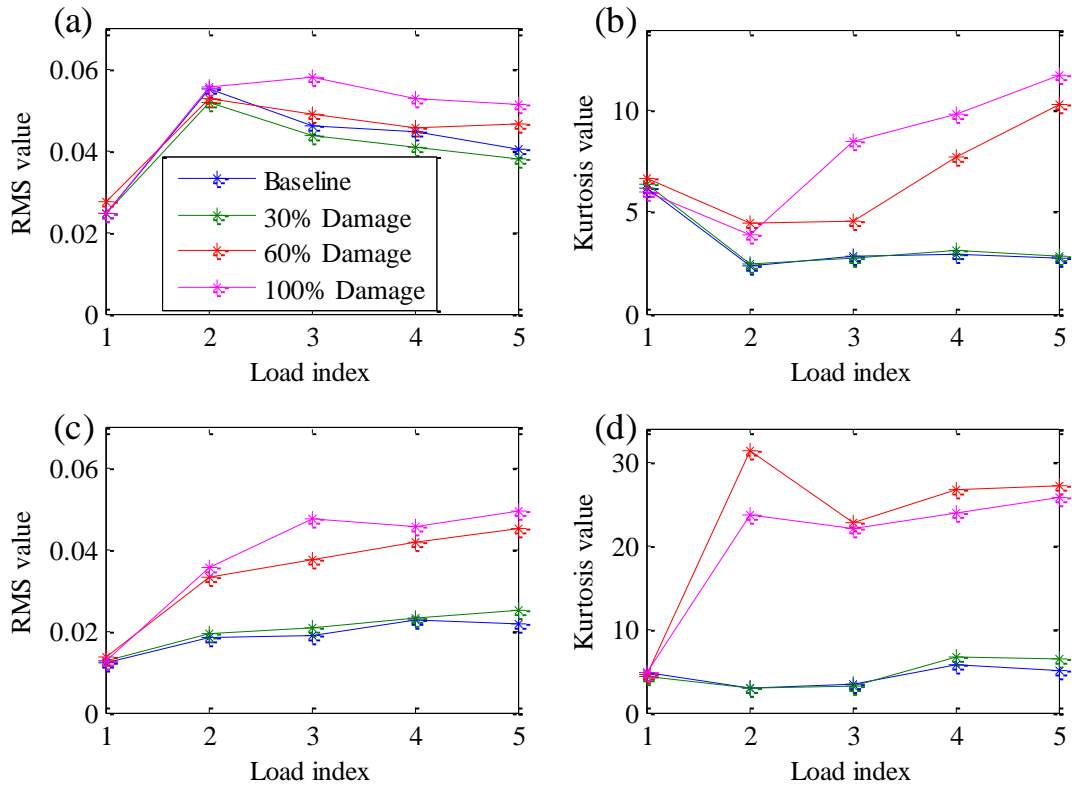 (a)
RMS value
0.06
0.04
0.02
0
Baseline
30% Damage
60% Damage
100% Damage
1 2 3 4 5
Load index
Kurtosis value
10
5
0
(b)
1 2 3 4 5
Load index
(c)
RMS value
0.06
0.04
0.02
0
1 2 3 4 5
Load index
(d)
Kurtosis value
30
20
10
0
1 2 3 4 5
Load index